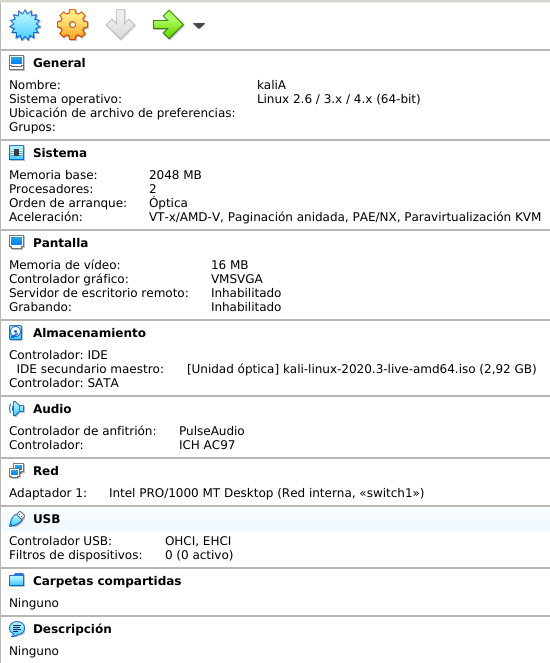 General
Nombre: kaliA
Sistema operativo: Linux 2.6 / 3.x / 4.x (64-bit)
Ubicación de archivo de preferencias:
Grupos:
Sistema
Memoria base: 2048 MB
Procesadores: 2
Orden de arranque: Óptica
Aceleración: VT-x/AMD-V, Paginación anidada, PAE/NX, Paravirtualización KVM
Pantalla
Memoria de vídeo: 16 MB
Controlador gráfico: VMSVGA
Servidor de escritorio remoto: Inhabilitado
Grabando: Inhabilitado
Almacenamiento
Controlador: IDE
IDE secundario maestro: [Unidad óptica] kali-linux-2020.3-live-amd64.iso (2,92 GB)
Controlador: SATA
Audio
Controlador de anfitrión: PulseAudio
Controlador: ICH AC97
Red
Adaptador 1: Intel PRO/1000 MT Desktop (Red interna, «switch1»)
USB
Controlador USB: OHCI, EHCI
Filtros de dispositivos: 0 (0 activo)
Carpetas compartidas
Ninguno
Descripción
Ninguno